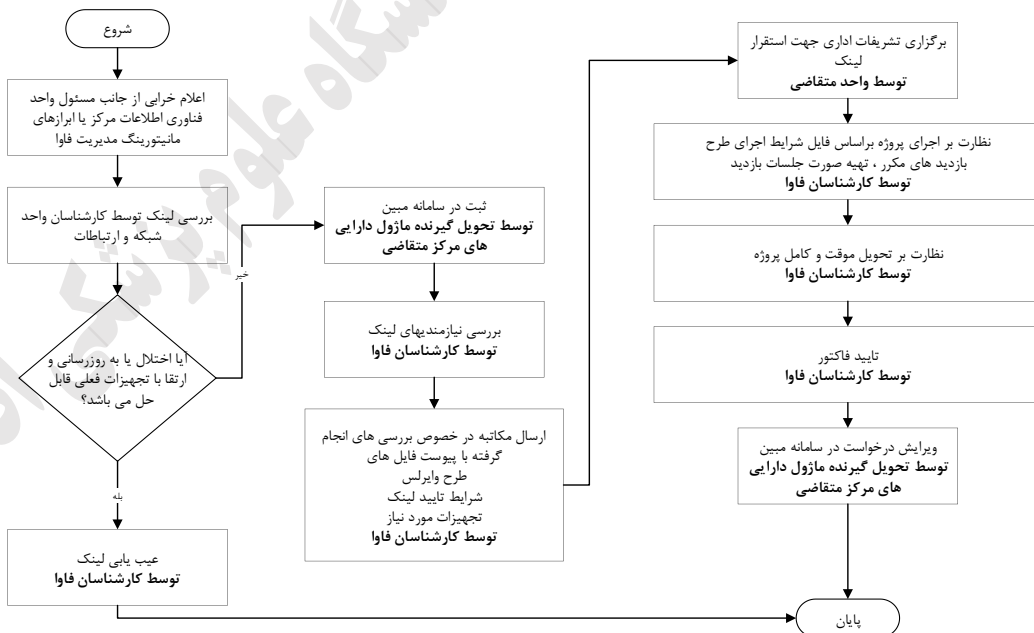 شروع
اعلام خرابی از جانب مسئول واحد
فناوری اطلاعات مرکز یا ابرازهای
مانیتورینگ مدیریت فاوا
بررسی لینک توسط کارشناسان واحد
شبکه و ارتباطات
آیا اختلال یا به روزرسانی و
ارتقا با تجهیزات فعلی قابل
حل می باشد؟
بله
خیر
عیب یابی لینک
توسط کارشناسان فاوا
ثبت در سامانه مبین
توسط تحویل گیرنده ماژول دارایی
های مرکز متقاضی
بررسی نیازمندیهای لینک
توسط کارشناسان فاوا
ارسال مکاتبه در خصوص بررسی های انجام
گرفته با پیوست فایل های
طرح وایرلس
شرایط تایید لینک
تجهیزات مورد نیاز
توسط کارشناسان فاوا
برگزاری تشریفات اداری جهت استقرار
لینک
توسط واحد متقاضی
نظارت بر اجرای پروژه براساس فایل شرایط اجرای طرح
بازدید های مکرر ، تهیه صورت جلسات بازدید
توسط کارشناسان فاوا
نظارت بر تحویل موقت و کامل پروژه
توسط کارشناسان فاوا
تایید فاکتور
توسط کارشناسان فاوا
ویرایش درخواست در سامانه مبین
توسط تحویل گیرنده ماژول دارایی
های مرکز متقاضی
پایان
علوم پزشکی